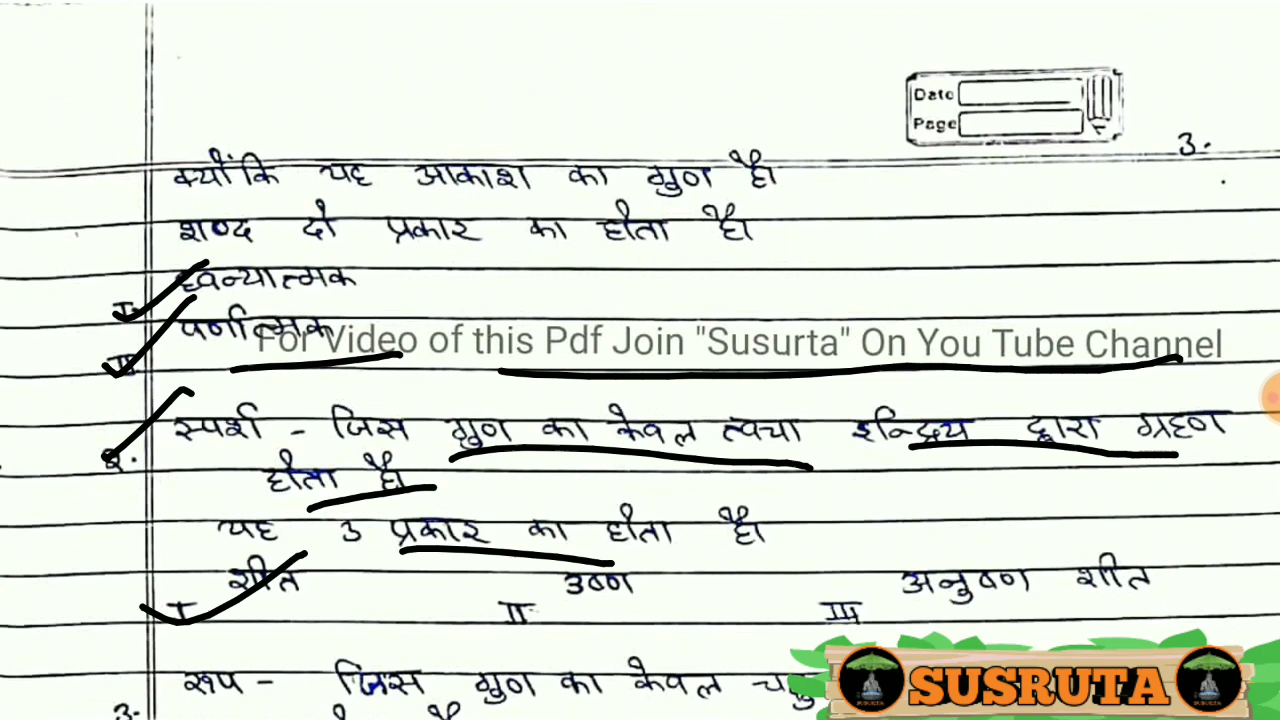 Date
Page
3.
क्योंकि यह आकाश का गुण है।
शब्द दो प्रकार का होता है।
I. ध्वन्यात्मक
II वर्णात्मक
For Video of this Pdf Join "Susurta" On You Tube Channel
2. स्पर्श - जिस गुण का केवल त्वचा इन्द्रिय द्वारा ग्रहण
होता है।
यह 3 प्रकार का होता है।
शीत उष्ण अनुष्ण शीत
I II III
3. रूप - जिस गुण का केवल
SUSRUTA